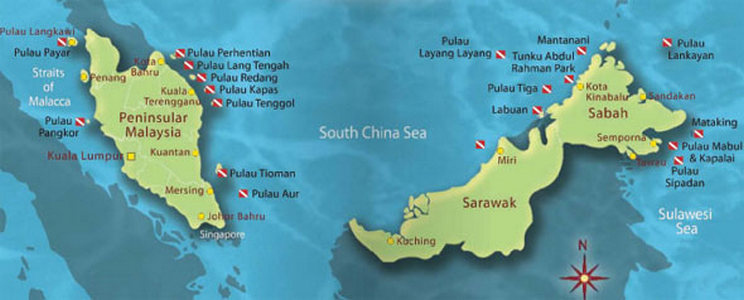 Pulau Langkawi
Pulau Payar
Straits
of
Malacca
Penang
Pulau
Pangkor
Kuala Lumpur
Kota
Bahru
Kuala
Terengganu
Peninsular
Malaysia
Kuantan
Mersing
Johur Bahru
Singapore
Pulau Perhentian
Pulau Lang Tengah
Pulau Redang
Pulau Kapas
Pulau Tenggol
Pulau Tioman
Pulau Aur
South China Sea
Pulau
Layang Layang
Mantanani
Tunku Abdul
Rahman Park
Pulau Tiga
Labuan
Miri
Sarawak
Kuching
Kota
Kinabalu
Sabah
Sandakan
Semporna
Tawau
Pulau
Lankayan
Mataking
Pulau Mabul
& Kapalai
Pulau
Sipadan
Sulawesi
Sea
N